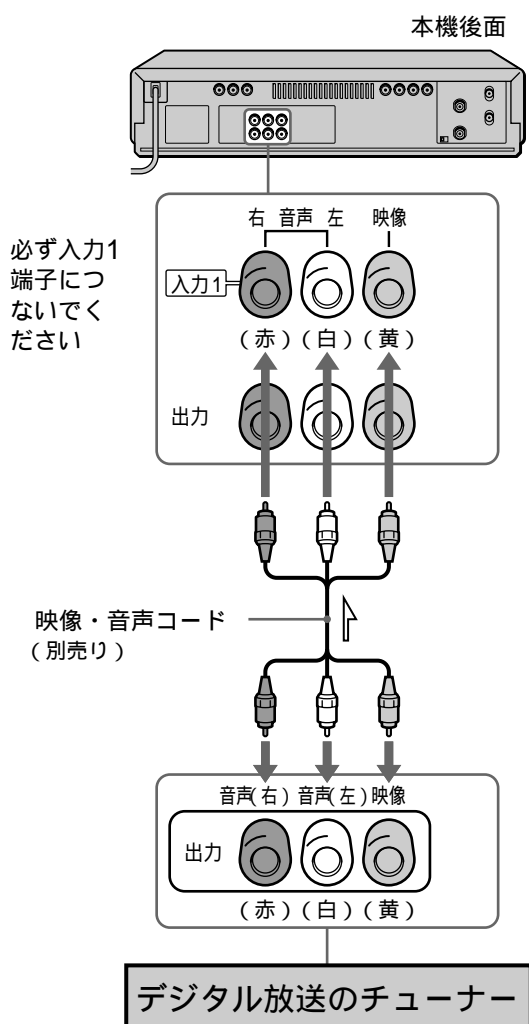 本機後面
必ず入力1
端子につ
ないでく
ださい
右 音声 左 映像
入力1
(赤)(白)(黄)
出力
映像・音声コード
(別売り)
音声(右)音声(左)映像
出力
(赤)(白)(黄)
デジタル放送のチューナー